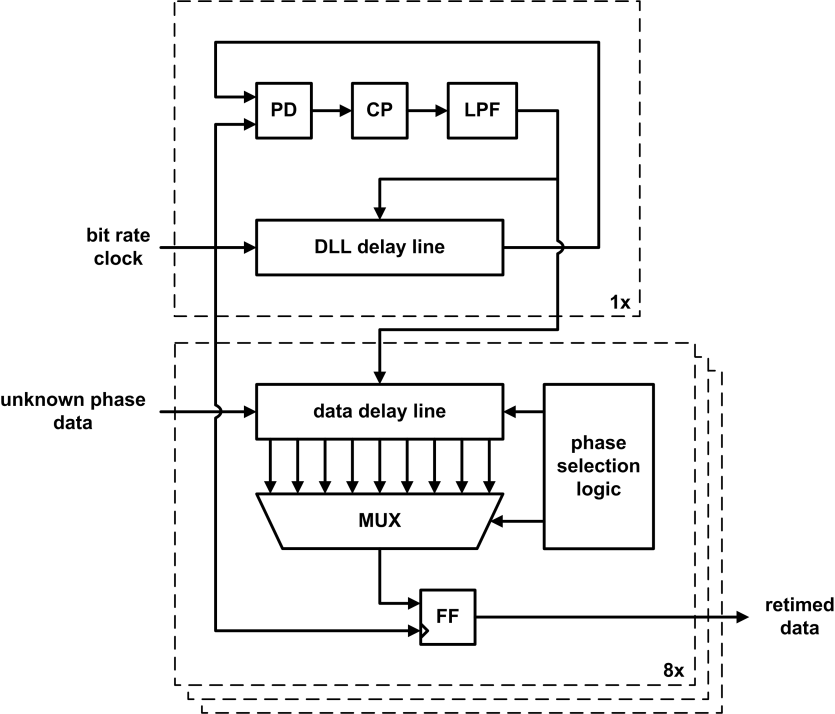 PD
CP
LPF
bit rate
clock
DLL delay line
1x
unknown phase
data
data delay line
phase
selection
logic
MUX
FF
retimed
data
8x